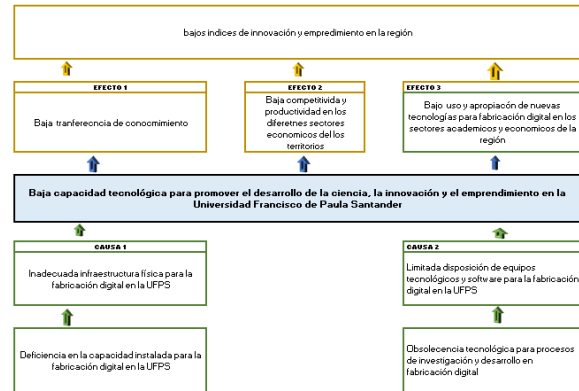 bajos indices de innovación y empredimiento en la región
EFECTO 1
Baja tranferecncia de conocmimiento
EFECTO 2
Baja competitivida y
productividad en los
diferetnes sectores
economicos del los
territorios
EFECTO 3
Bajo uso y apropiación de nuevas
tecnologías para fabricación digital en los
sectores academicos y economicos de la
región
Baja capacidad tecnológica para promover el desarrollo de la ciencia, la innovación y el emprendimiento en la
Universidad Francisco de Paula Santander
CAUSA 1
Inadecuada infraestructura física para la
fabricación digital en la UFPS
CAUSA 2
Limitada disposición de equipos
tecnológicos y software para la fabricación
digital en la UFPS
Deficiencia en la capacidad instalada para la
fabricación digital en la UFPS
Obsolecencia tecnológica para procesos
de investigación y desarrollo en
fabricación digital